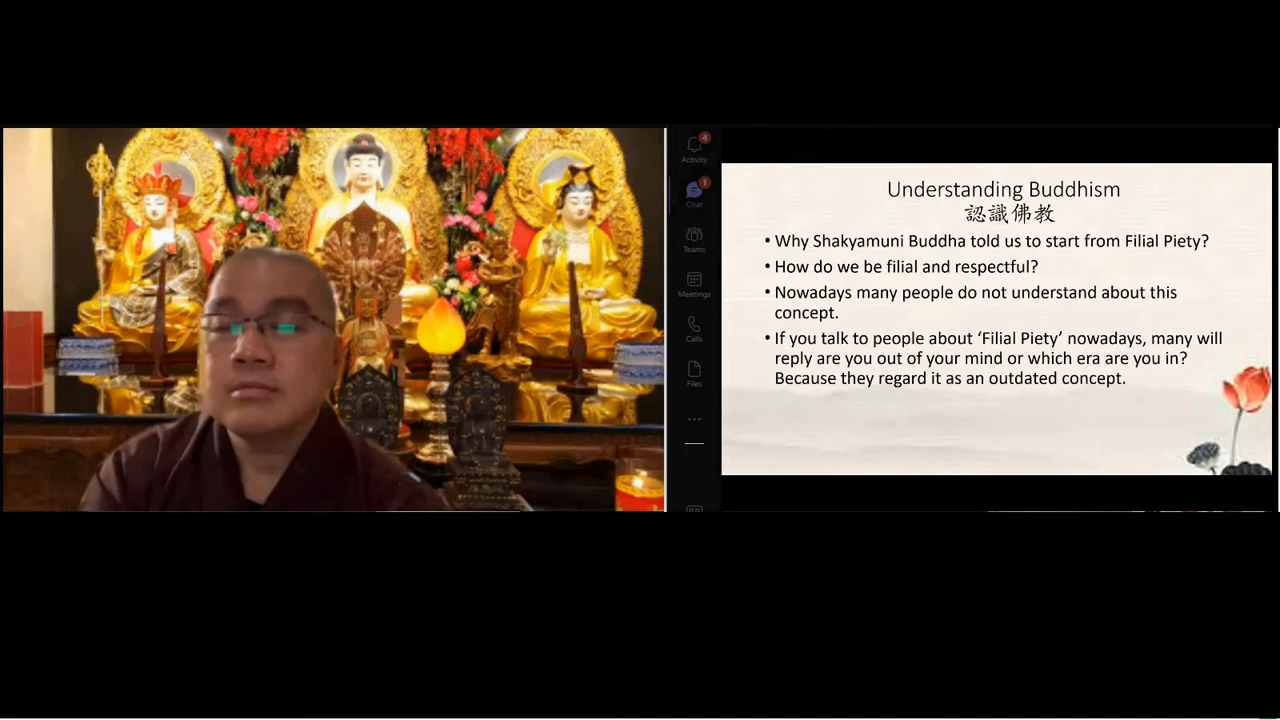 4
Activity
1
Chat
Teams
Meetings
Calls
Files
Understanding Buddhism
認識佛教
• Why Shakyamuni Buddha told us to start from Filial Piety?
• How do we be filial and respectful?
• Nowadays many people do not understand about this
concept.
• If you talk to people about ‘Filial Piety’ nowadays, many will
reply are you out of your mind or which era are you in?
Because they regard it as an outdated concept.